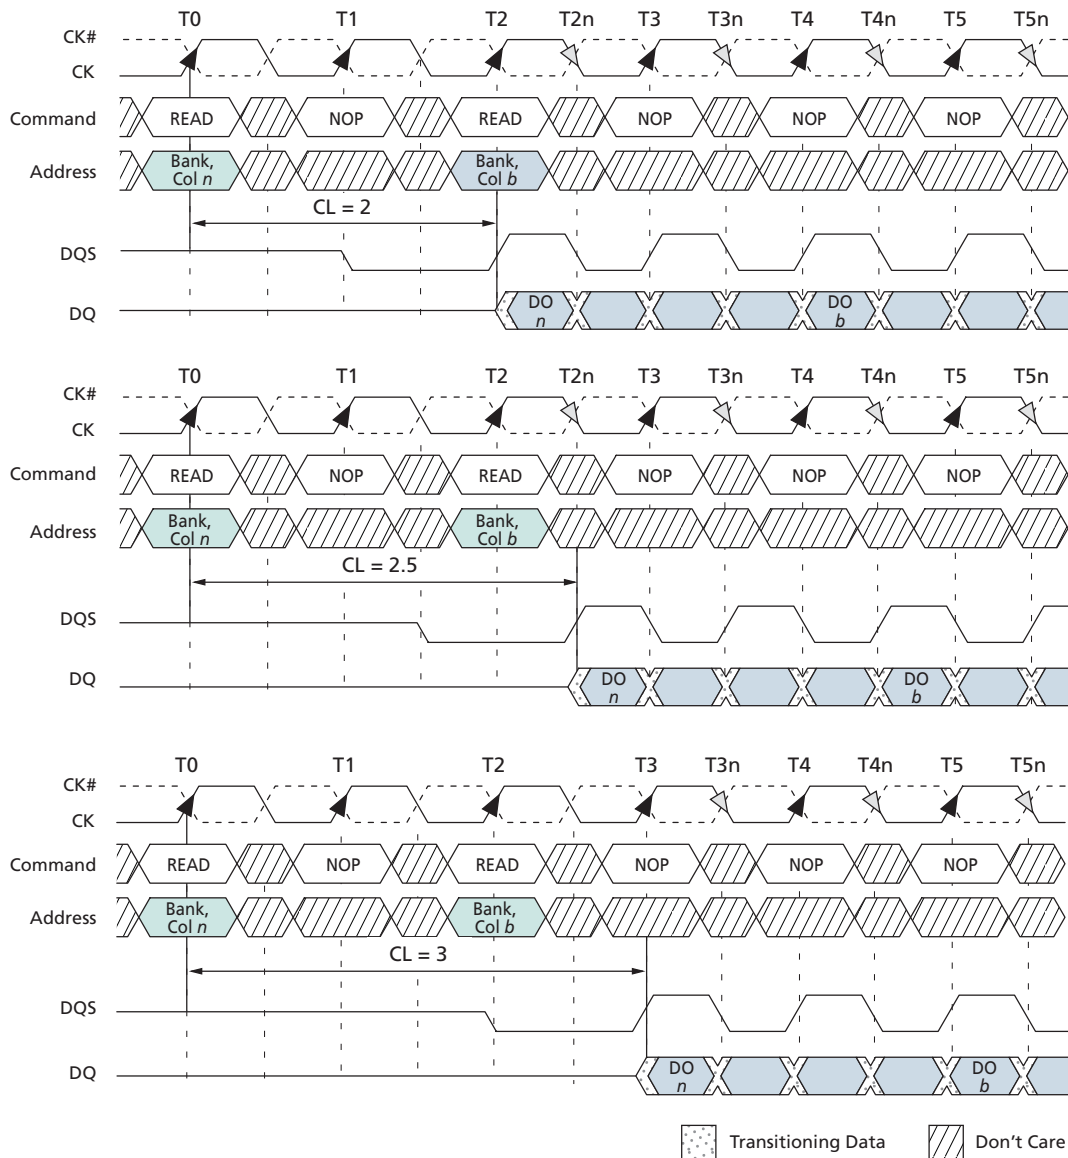 T0 T1 T2 T2n T3 T3n T4 T4n T5 T5n
CK#
CK
Command READ NOP READ NOP NOP NOP
Address Bank, Col n Bank, Col b
CL = 2
DQS
DQ DO n DO b
T0 T1 T2 T2n T3 T3n T4 T4n T5 T5n
CK#
CK
Command READ NOP READ NOP NOP NOP
Address Bank, Col n Bank, Col b
CL = 2.5
DQS
DQ DO n DO b
T0 T1 T2 T3 T3n T4 T4n T5 T5n
CK#
CK
Command READ NOP READ NOP NOP NOP
Address Bank, Col n Bank, Col b
CL = 3
DQS
DQ DO n DO b
Transitioning Data Don't Care